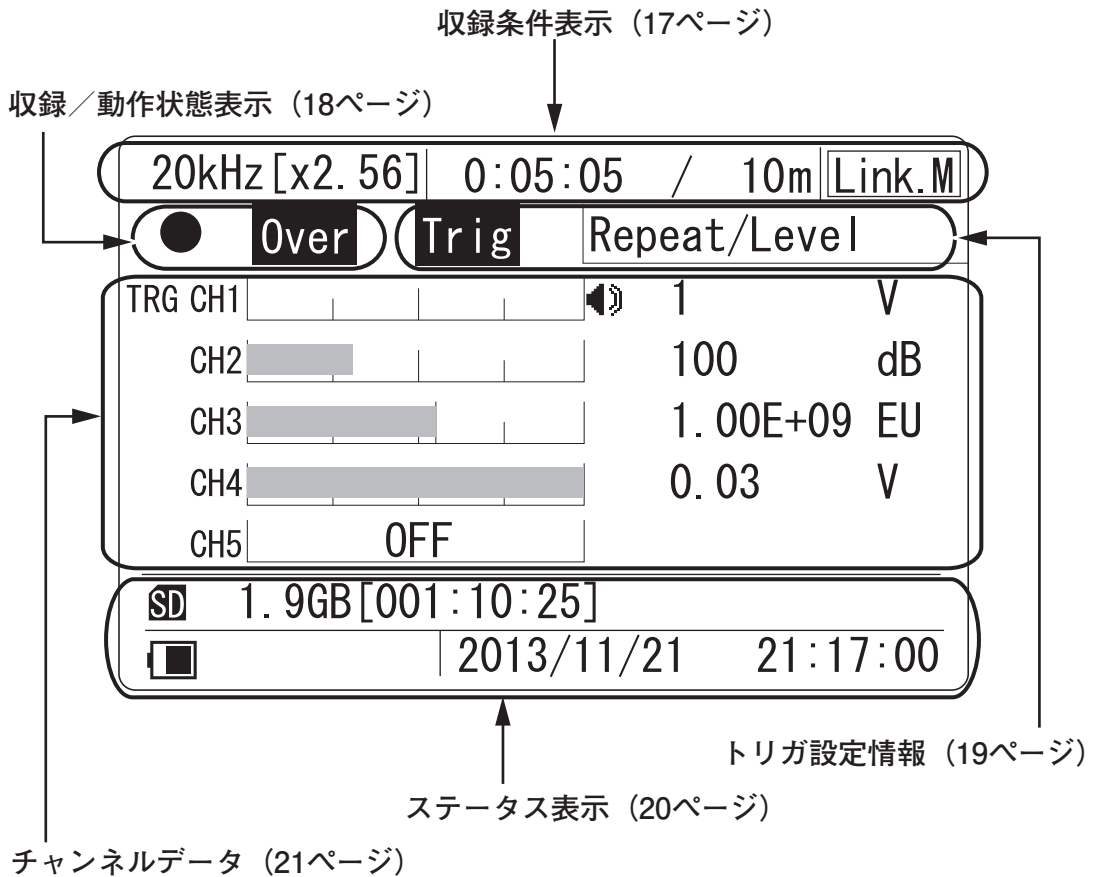 収録条件表示（17ページ）
収録／動作状態表示（18ページ）
20kHz[x2.56] 0:05:05 / 10m Link.M
● Over Trig Repeat/Level
TRG CH1 1 V
CH2 100 dB
CH3 1.00E+09 EU
CH4 0.03 V
CH5 OFF
SD 1.9GB[001:10:25]
2013/11/21 21:17:00
トリガ設定情報（19ページ）
ステータス表示（20ページ）
チャンネルデータ（21ページ）